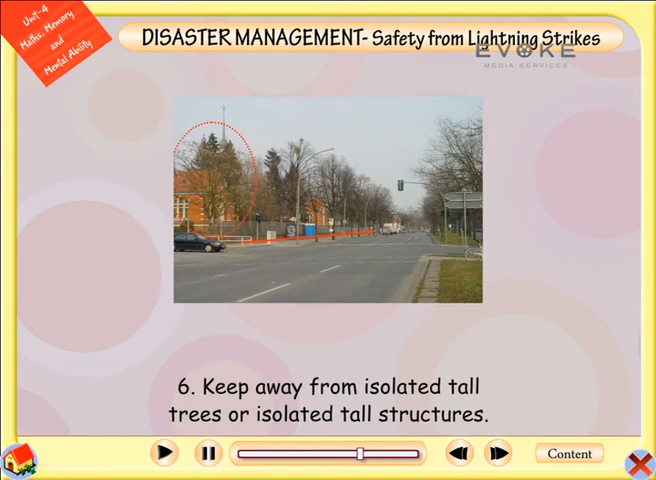 Unit-4
Maths, Memory
and
Mental Ability
DISASTER MANAGEMENT- Safety from Lightning Strikes
EVOKE
MEDIA SERVICES
6. Keep away from isolated tall
trees or isolated tall structures.
Content